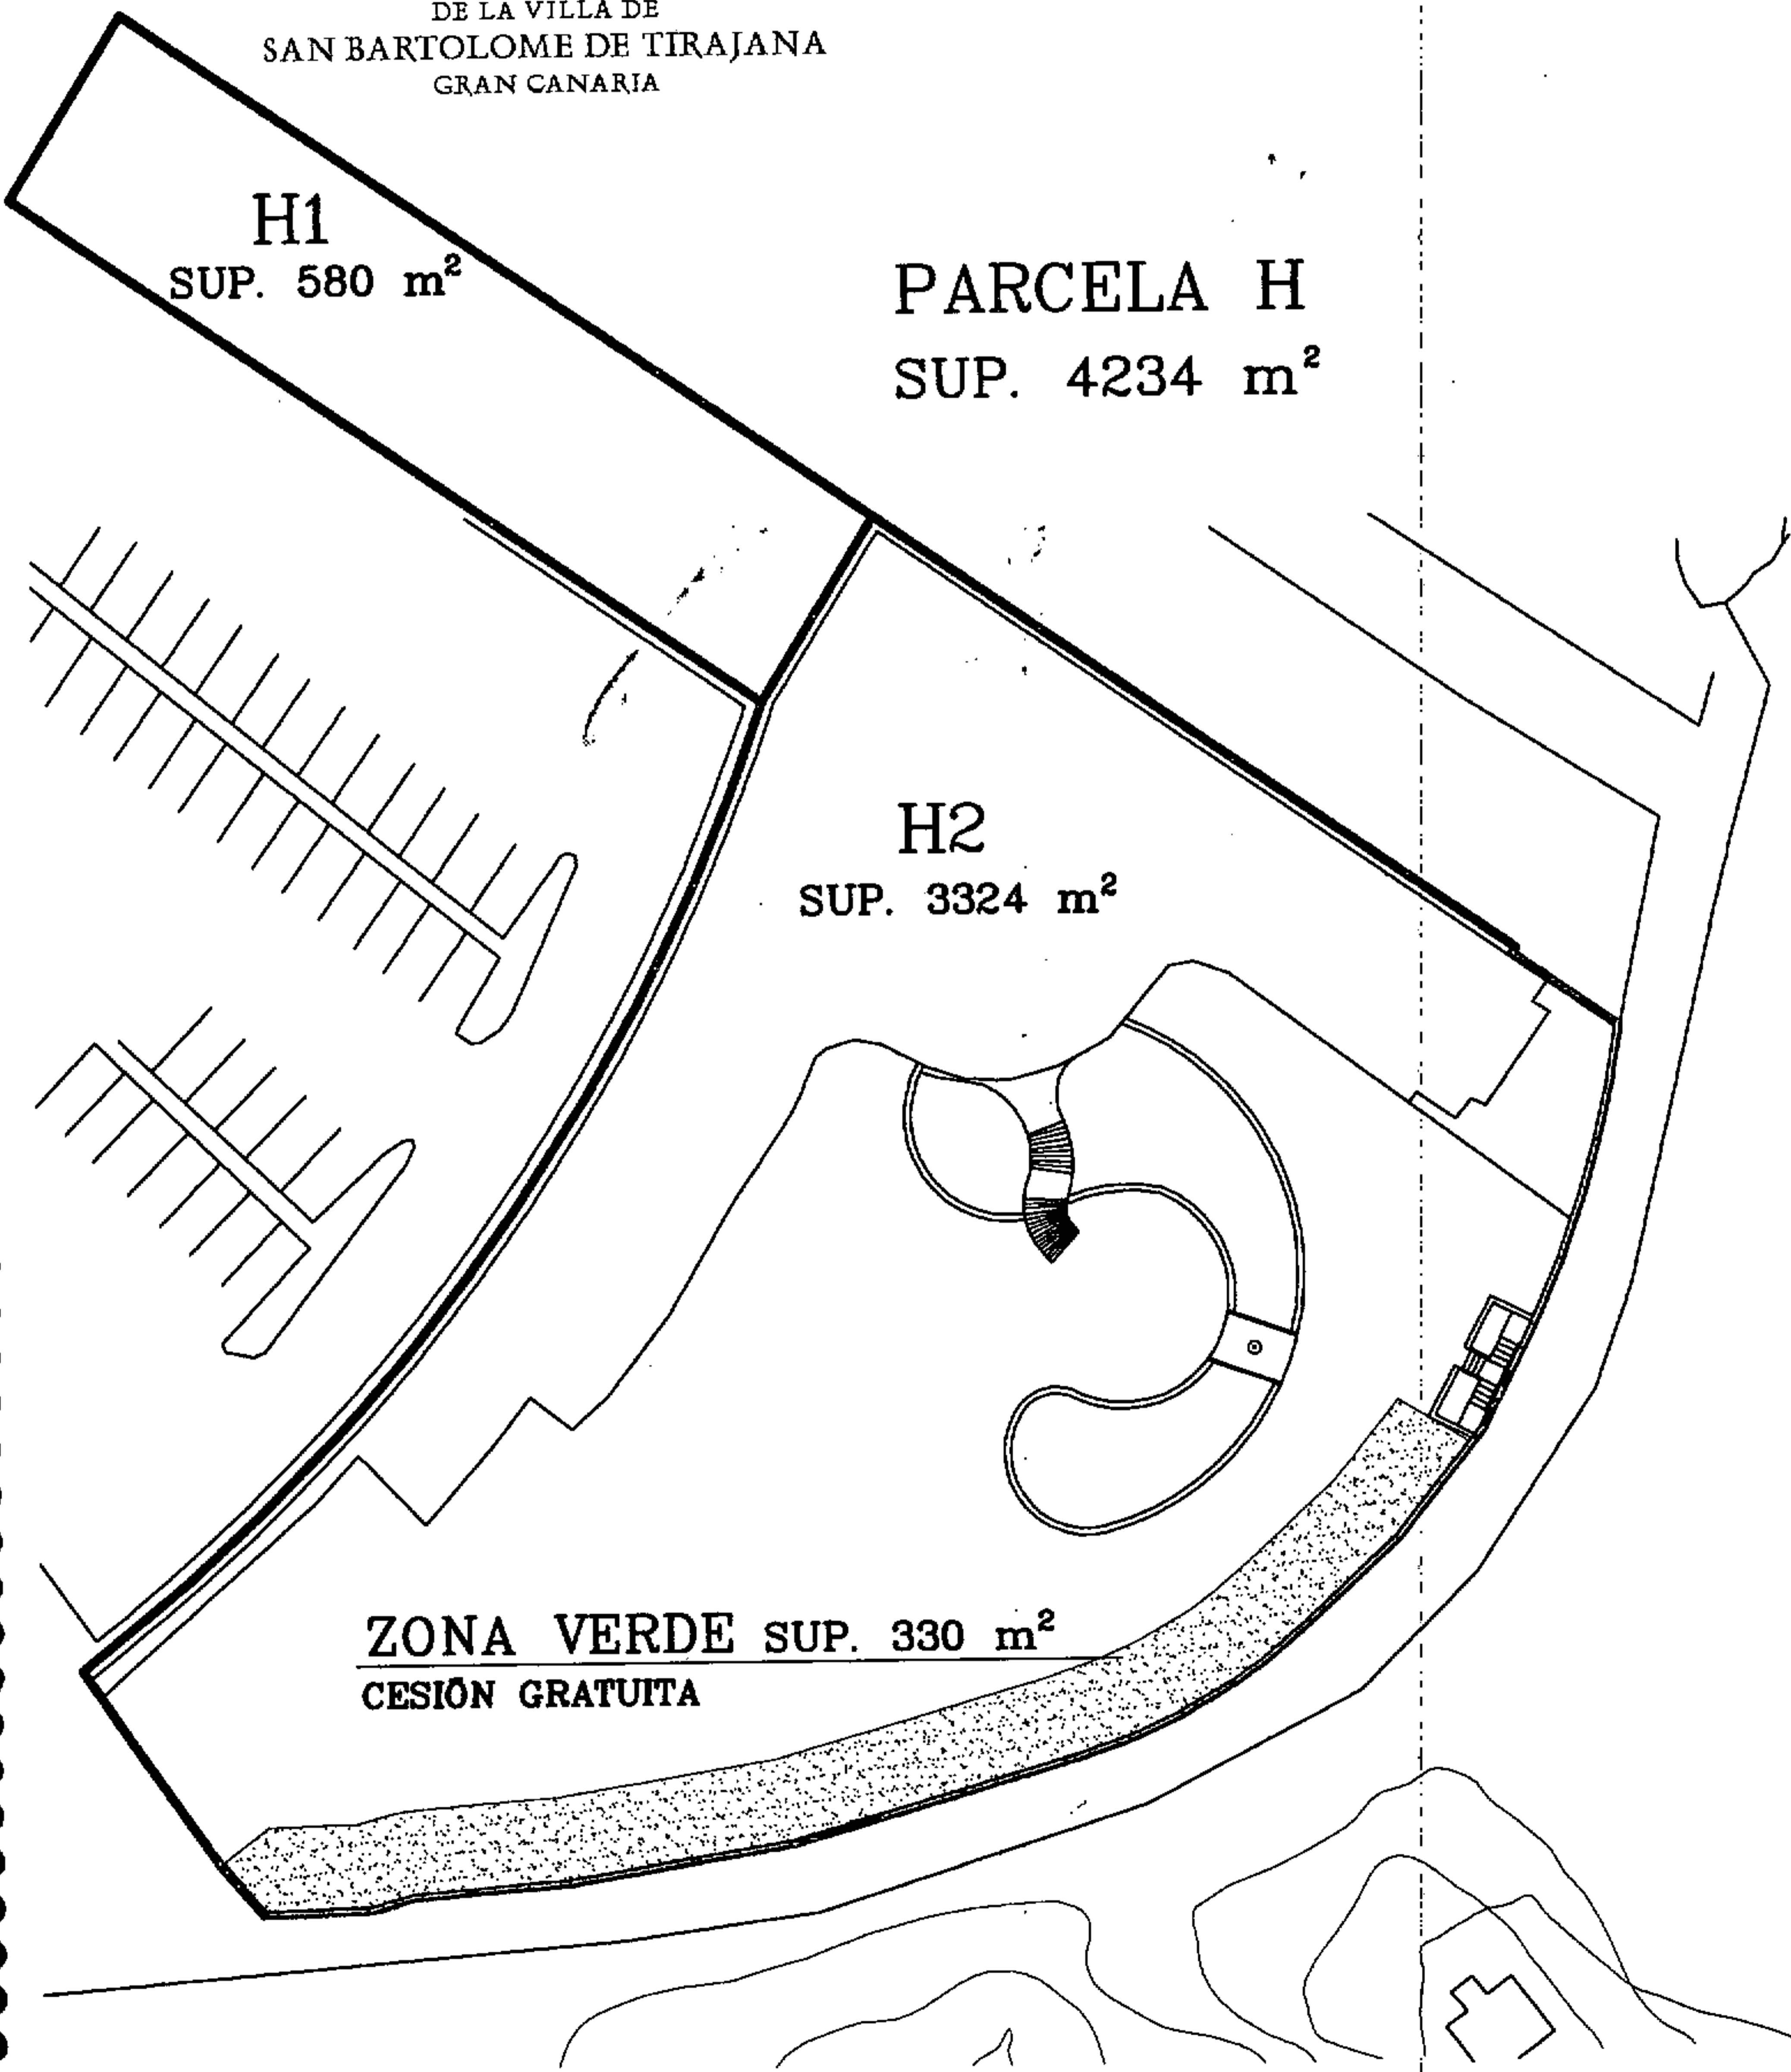 DE LA VILLA DE
SAN BARTOLOME DE TIRAJANA
GRAN CANARIA
H1
SUP. 580 m²
PARCELA H
SUP. 4234 m²
H2
SUP. 3324 m²
ZONA VERDE SUP. 330 m²
CESIÓN GRATUITA